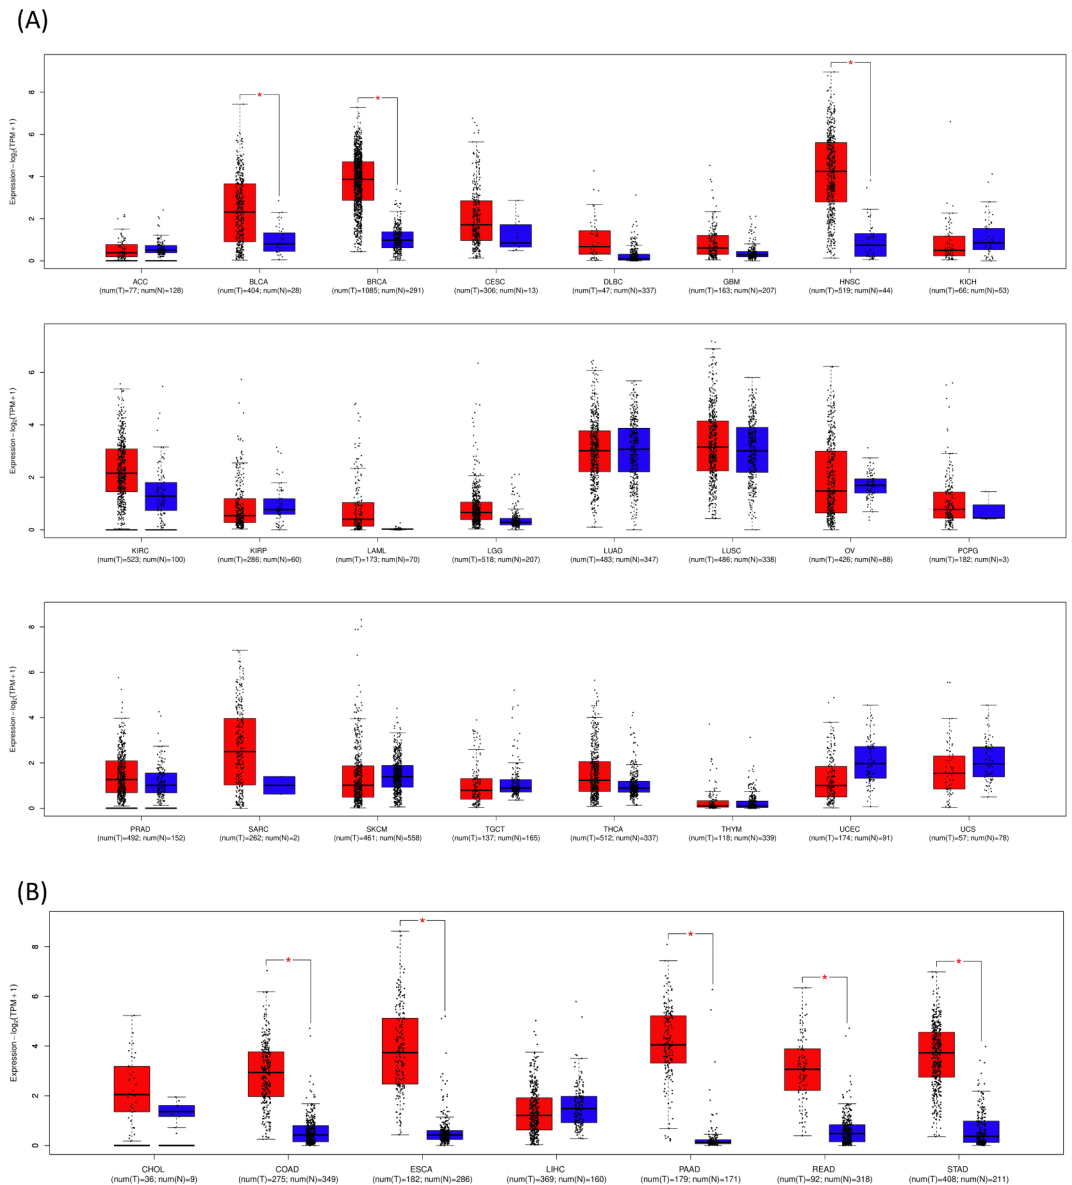 (A)
Expression − log₂(TPM+1)
0 2 4 6 8
* * *
ACC BLCA BRCA CESC DLBC GBM HNSC KICH
(num(T)=77; num(N)=128) (num(T)=404; num(N)=28) (num(T)=1085; num(N)=291) (num(T)=306; num(N)=13) (num(T)=47; num(N)=337) (num(T)=163; num(N)=207) (num(T)=519; num(N)=44) (num(T)=66; num(N)=53)
Expression − log₂(TPM+1)
0 2 4 6
KIRC KIRP LAML LGG LUAD LUSC OV PCPG
(num(T)=523; num(N)=100) (num(T)=286; num(N)=60) (num(T)=173; num(N)=70) (num(T)=518; num(N)=207) (num(T)=483; num(N)=347) (num(T)=486; num(N)=338) (num(T)=426; num(N)=88) (num(T)=182; num(N)=3)
Expression − log₂(TPM+1)
0 2 4 6 8
PRAD SARC SKCM TGCT THCA THYM UCEC UCS
(num(T)=492; num(N)=152) (num(T)=262; num(N)=2) (num(T)=461; num(N)=558) (num(T)=137; num(N)=165) (num(T)=512; num(N)=337) (num(T)=118; num(N)=339) (num(T)=174; num(N)=91) (num(T)=57; num(N)=78)
(B)
Expression − log₂(TPM+1)
0 2 4 6 8
* * * * *
CHOL COAD ESCA LIHC PAAD READ STAD
(num(T)=36; num(N)=9) (num(T)=275; num(N)=349) (num(T)=182; num(N)=286) (num(T)=369; num(N)=160) (num(T)=179; num(N)=171) (num(T)=92; num(N)=318) (num(T)=408; num(N)=211)